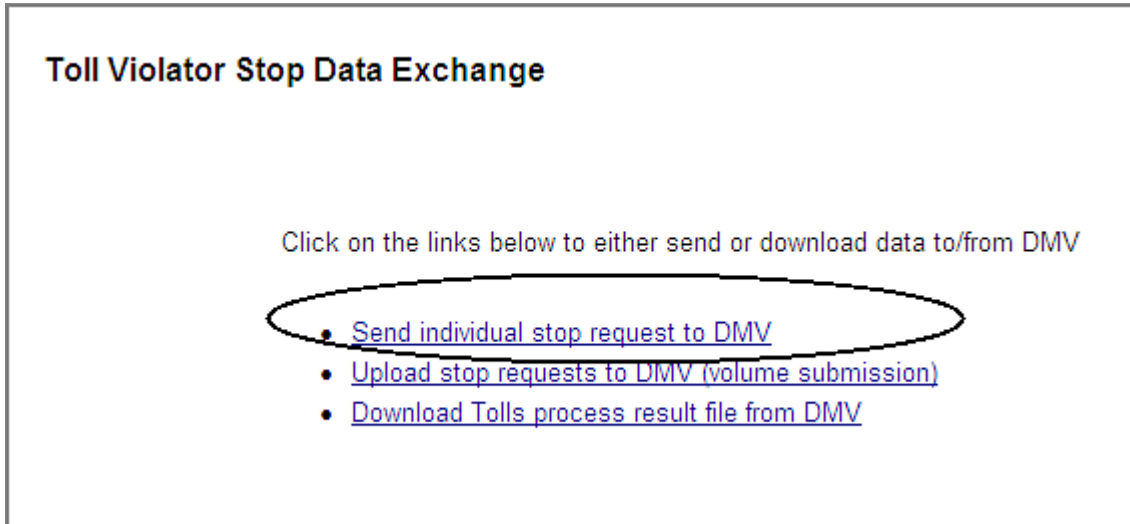 Toll Violator Stop Data Exchange
Click on the links below to either send or download data to/from DMV
Send individual stop request to DMV
Upload stop requests to DMV (volume submission)
Download Tolls process result file from DMV